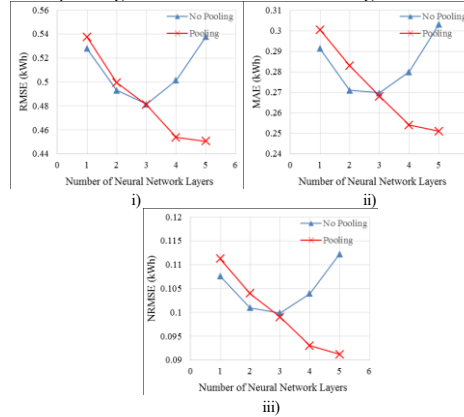 0.56
0.54
0.52
0.5
0.48
0.46
0.44
RMSE (kWh)
No Pooling
Pooling
0 1 2 3 4 5 6
Number of Neural Network Layers
i)
0.31
0.3
0.29
0.28
0.27
0.26
0.25
0.24
MAE (kWh)
No Pooling
Pooling
0 1 2 3 4 5 6
Number of Neural Network Layers
ii)
0.12
0.115
0.11
0.105
0.1
0.095
0.09
NRMSE (kWh)
No Pooling
Pooling
0 1 2 3 4 5 6
Number of Neural Network Layers
iii)